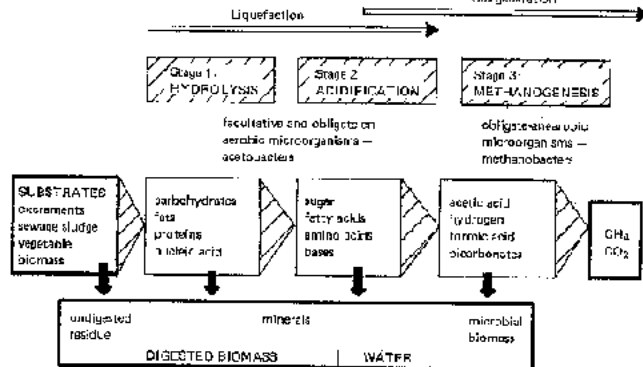 Liquefaction
Stage 1: HYDROLYSIS
Stage 2 ACIDIFICATION
Stage 3: METHANOGENESIS
facultative and obligate an
aerobic microorganisms —
acetobacters
obligate-anaerobic
microorganisms —
methanobacters
SUBSTRATES
excrements
sewing sludge
vegetable
biomass
carbohydrates
fats
proteins
nucleic acid
sugar
fatty acids
amino acids
bases
acetic acid
hydrogen
formic acid
bicarbonates
CH₄
CO₂
undigested
residue
minerals
microbial
biomass
DIGESTED BIOMASS
WATER